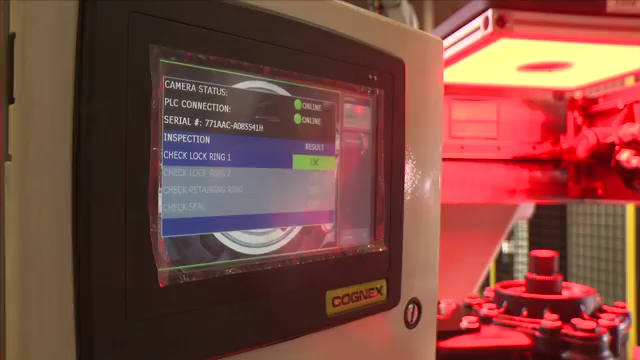 CAMERA STATUS:
ONLINE
PLC CONNECTION:
ONLINE
SERIAL #: 771AAC-A085541H
INSPECTION RESULT
CHECK LOCK RING 1 OK
CHECK LOCK RING 2
CHECK RETAINING RING
CHECK SEAL
COGNEX